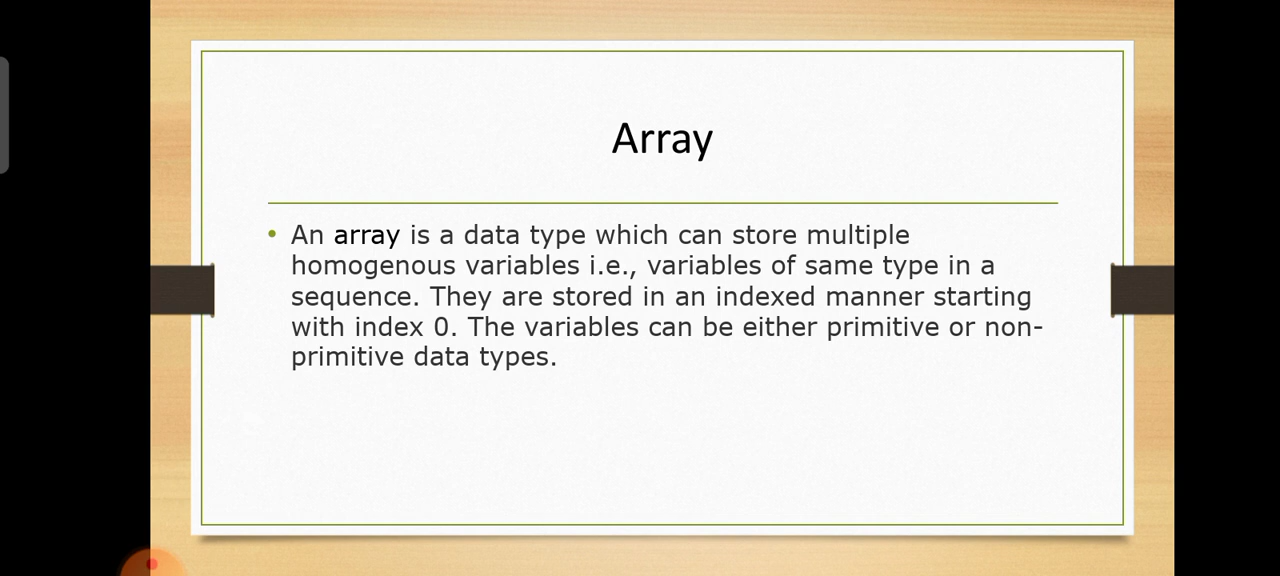 Array
• An array is a data type which can store multiple
homogenous variables i.e., variables of same type in a
sequence. They are stored in an indexed manner starting
with index 0. The variables can be either primitive or non-
primitive data types.